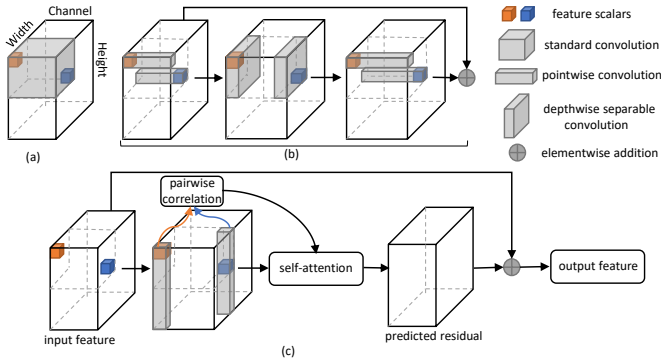 Channel
Width
Height
(a)
(b)
feature scalars
standard convolution
pointwise convolution
depthwise separable
convolution
elementwise addition
pairwise
correlation
self-attention
output feature
input feature
predicted residual
(c)